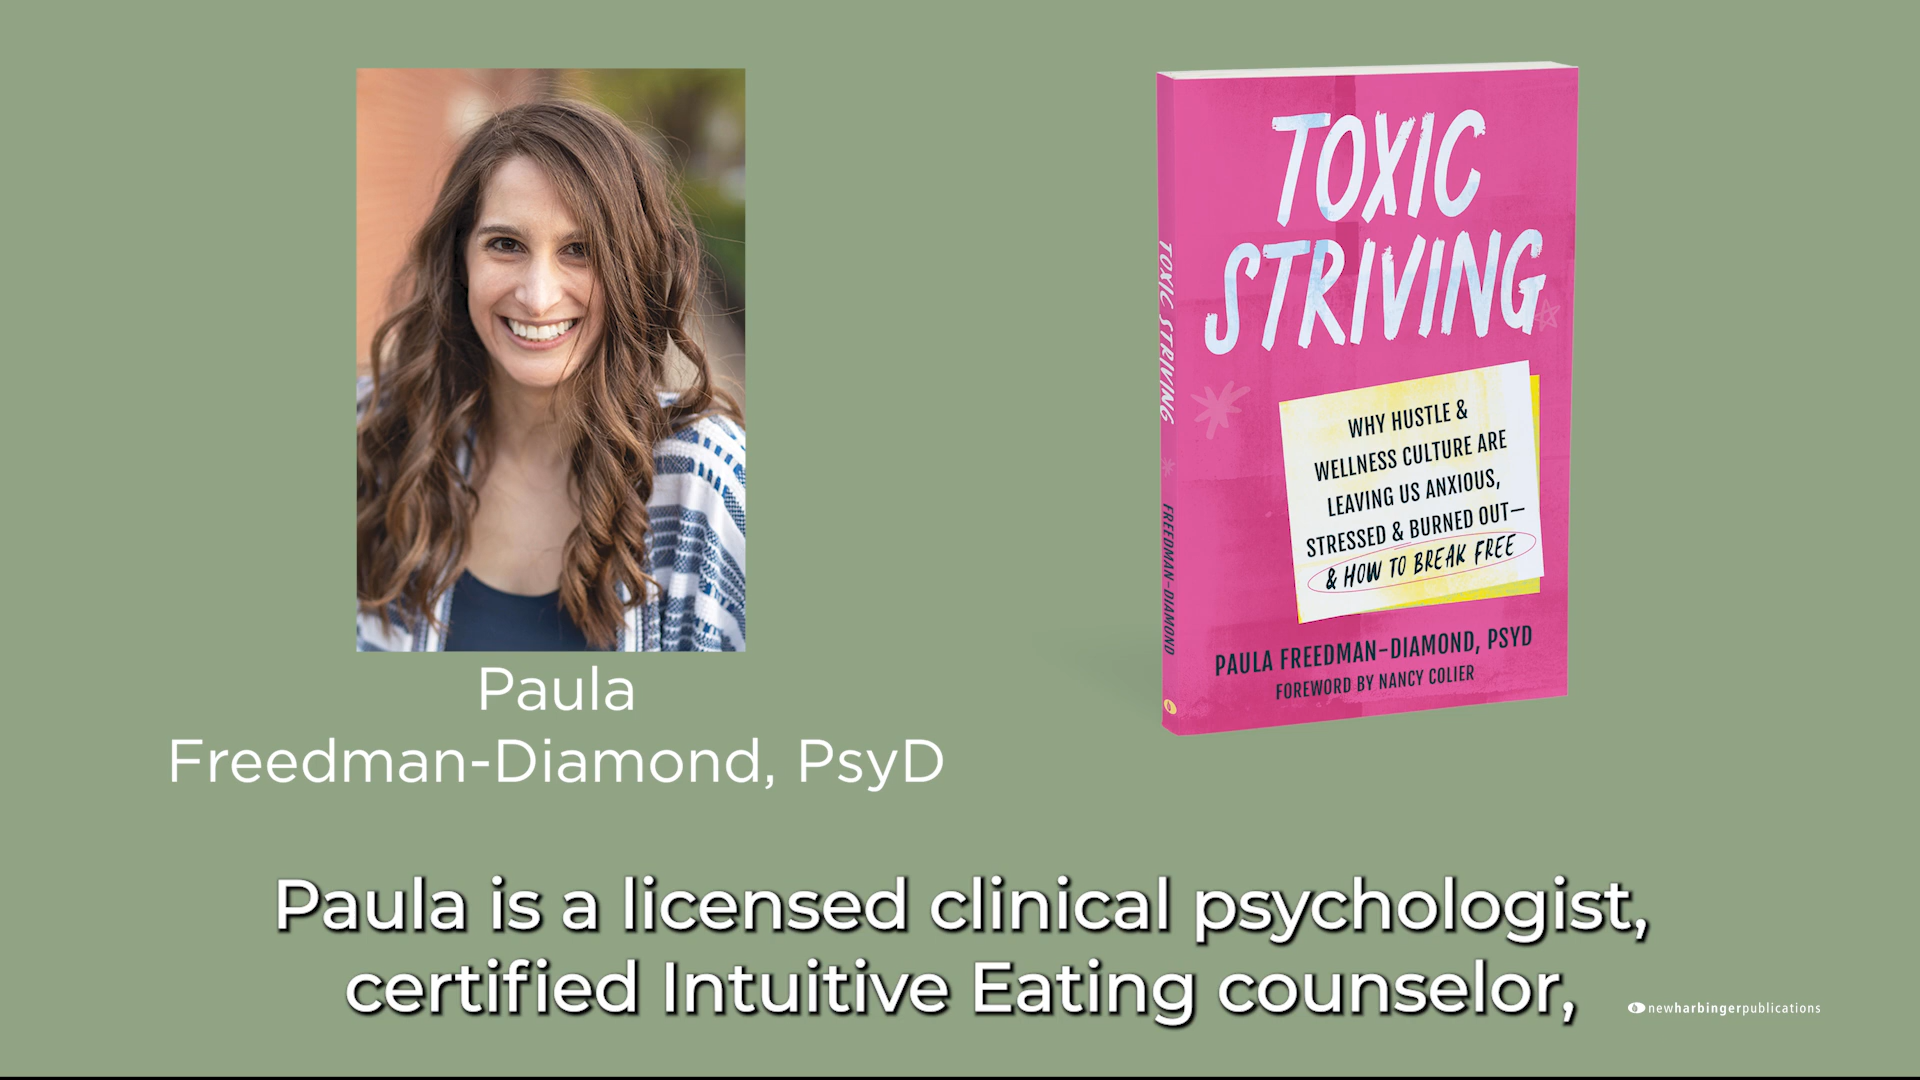 Paula
Freedman-Diamond, PsyD
TOXIC
STRIVING
WHY HUSTLE &
WELLNESS CULTURE ARE
LEAVING US ANXIOUS,
STRESSED & BURNED OUT—
& HOW TO BREAK FREE
PAULA FREEDMAN-DIAMOND, PSYD
FOREWORD BY NANCY COLIER
TOXIC STRIVING
FREEDMAN-DIAMOND
Paula is a licensed clinical psychologist,
certified Intuitive Eating counselor,
newharbingerpublications